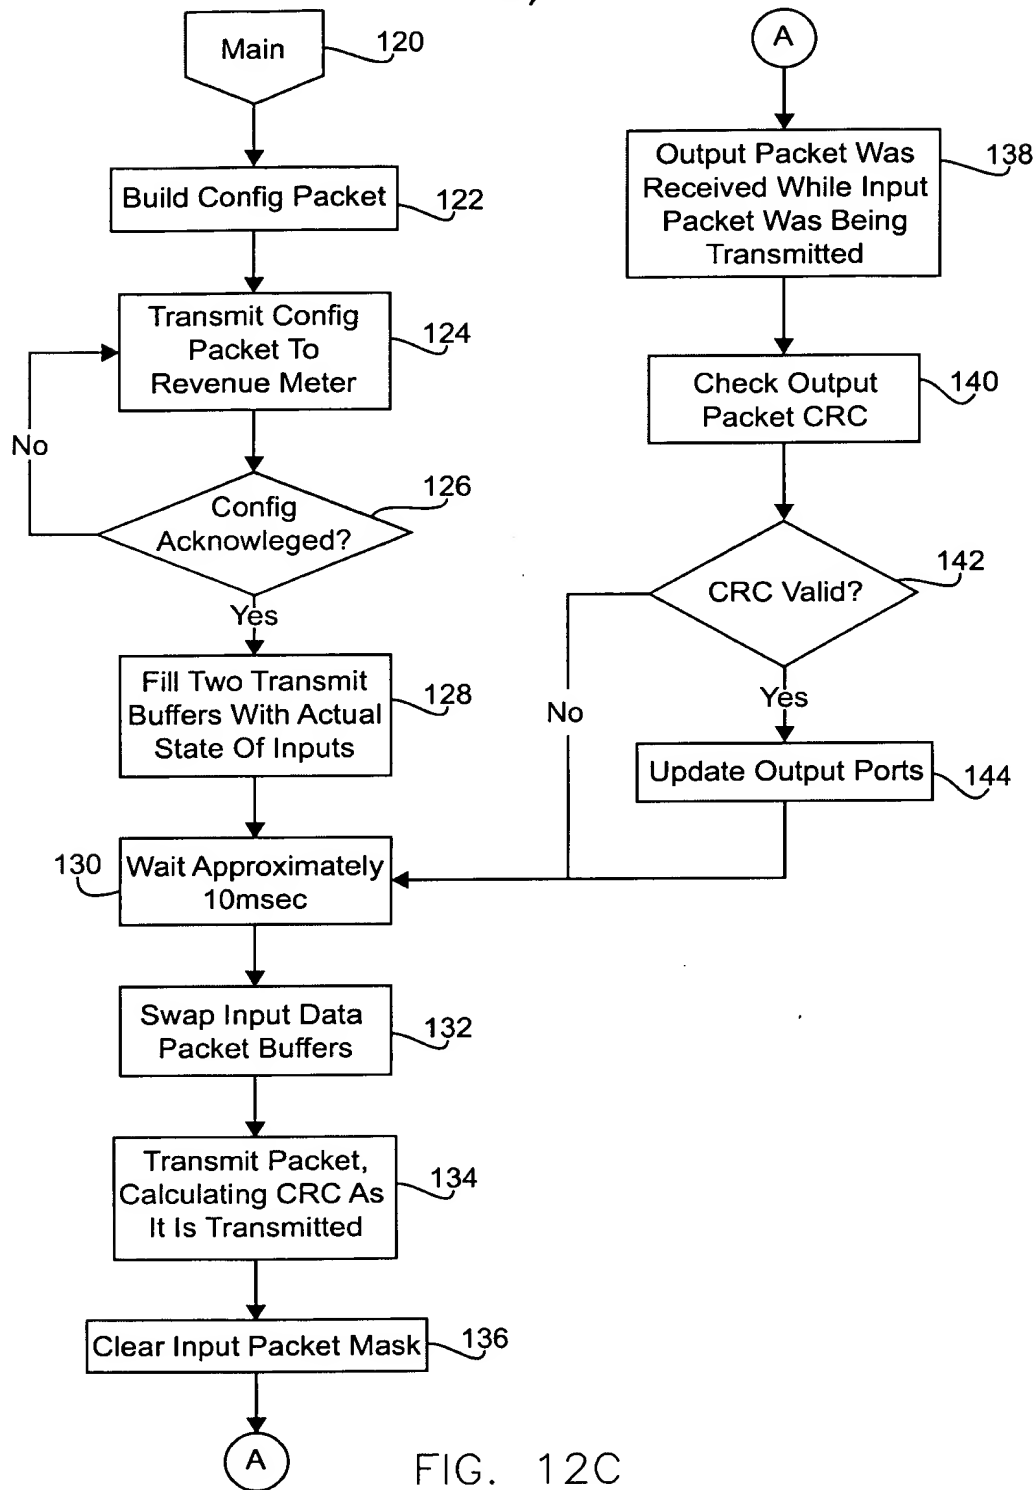 Main
120
Build Config Packet
122
Transmit Config
Packet To
Revenue Meter
124
No
Config
Acknowleged?
126
Yes
Fill Two Transmit
Buffers With Actual
State Of Inputs
128
130
Wait Approximately
10msec
Swap Input Data
Packet Buffers
132
Transmit Packet,
Calculating CRC As
It Is Transmitted
134
Clear Input Packet Mask
136
A
A
Output Packet Was
Received While Input
Packet Was Being
Transmitted
138
Check Output
Packet CRC
140
CRC Valid?
142
No
Yes
Update Output Ports
144
FIG. 12C